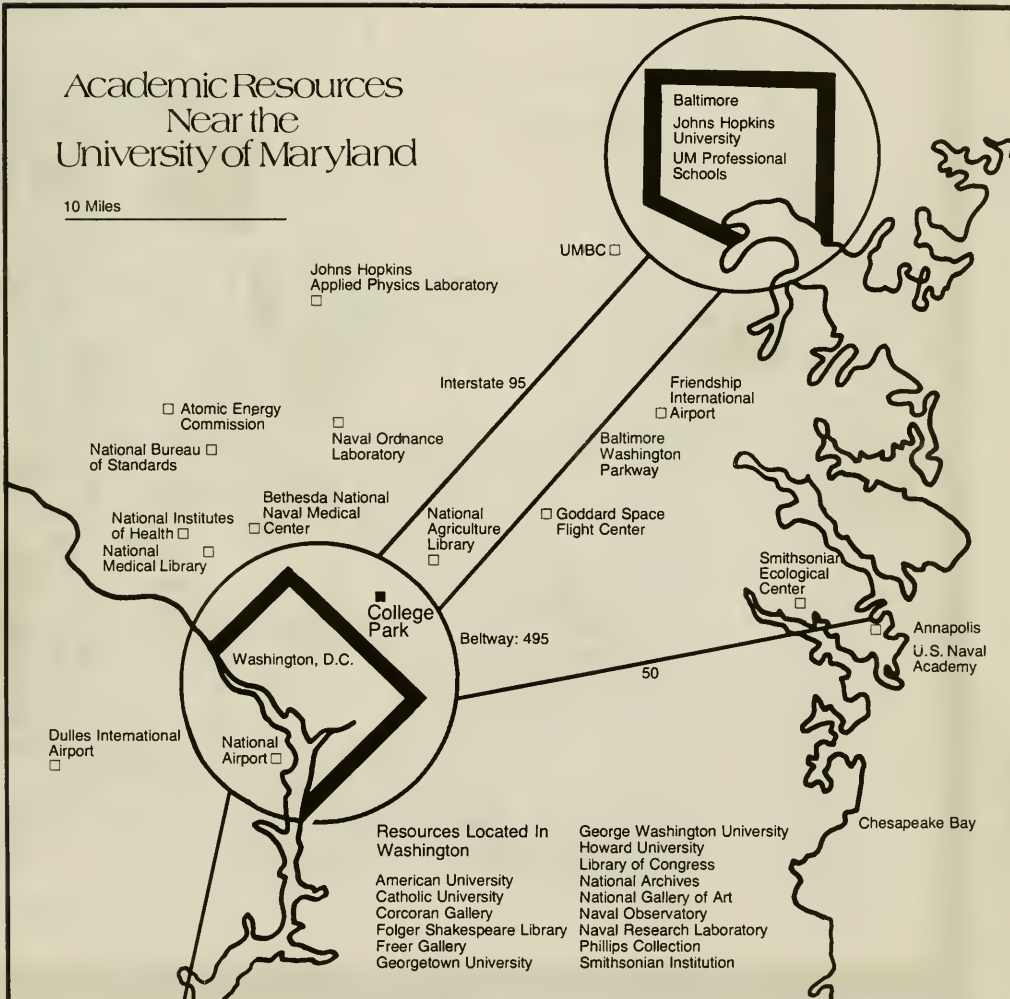 Academic Resources
Near the
University of Maryland
10 Miles
Baltimore
Johns Hopkins
University
UM Professional
Schools
UMBC
Johns Hopkins
Applied Physics Laboratory
Interstate 95
Friendship
International
Airport
Atomic Energy
Commission
Naval Ordnance
Laboratory
Baltimore
Washington
Parkway
National Bureau
of Standards
Bethesda National
Naval Medical
Center
National
Agriculture
Library
Goddard Space
Flight Center
National Institutes
of Health
National
Medical Library
Smithsonian
Ecological
Center
College
Park
Beltway: 495
Annapolis
U.S. Naval
Academy
Washington, D.C.
50
Dulles International
Airport
National
Airport
Chesapeake Bay
Resources Located In
Washington
American University
Catholic University
Corcoran Gallery
Folger Shakespeare Library
Freer Gallery
Georgetown University
George Washington University
Howard University
Library of Congress
National Archives
National Gallery of Art
Naval Observatory
Naval Research Laboratory
Phillips Collection
Smithsonian Institution